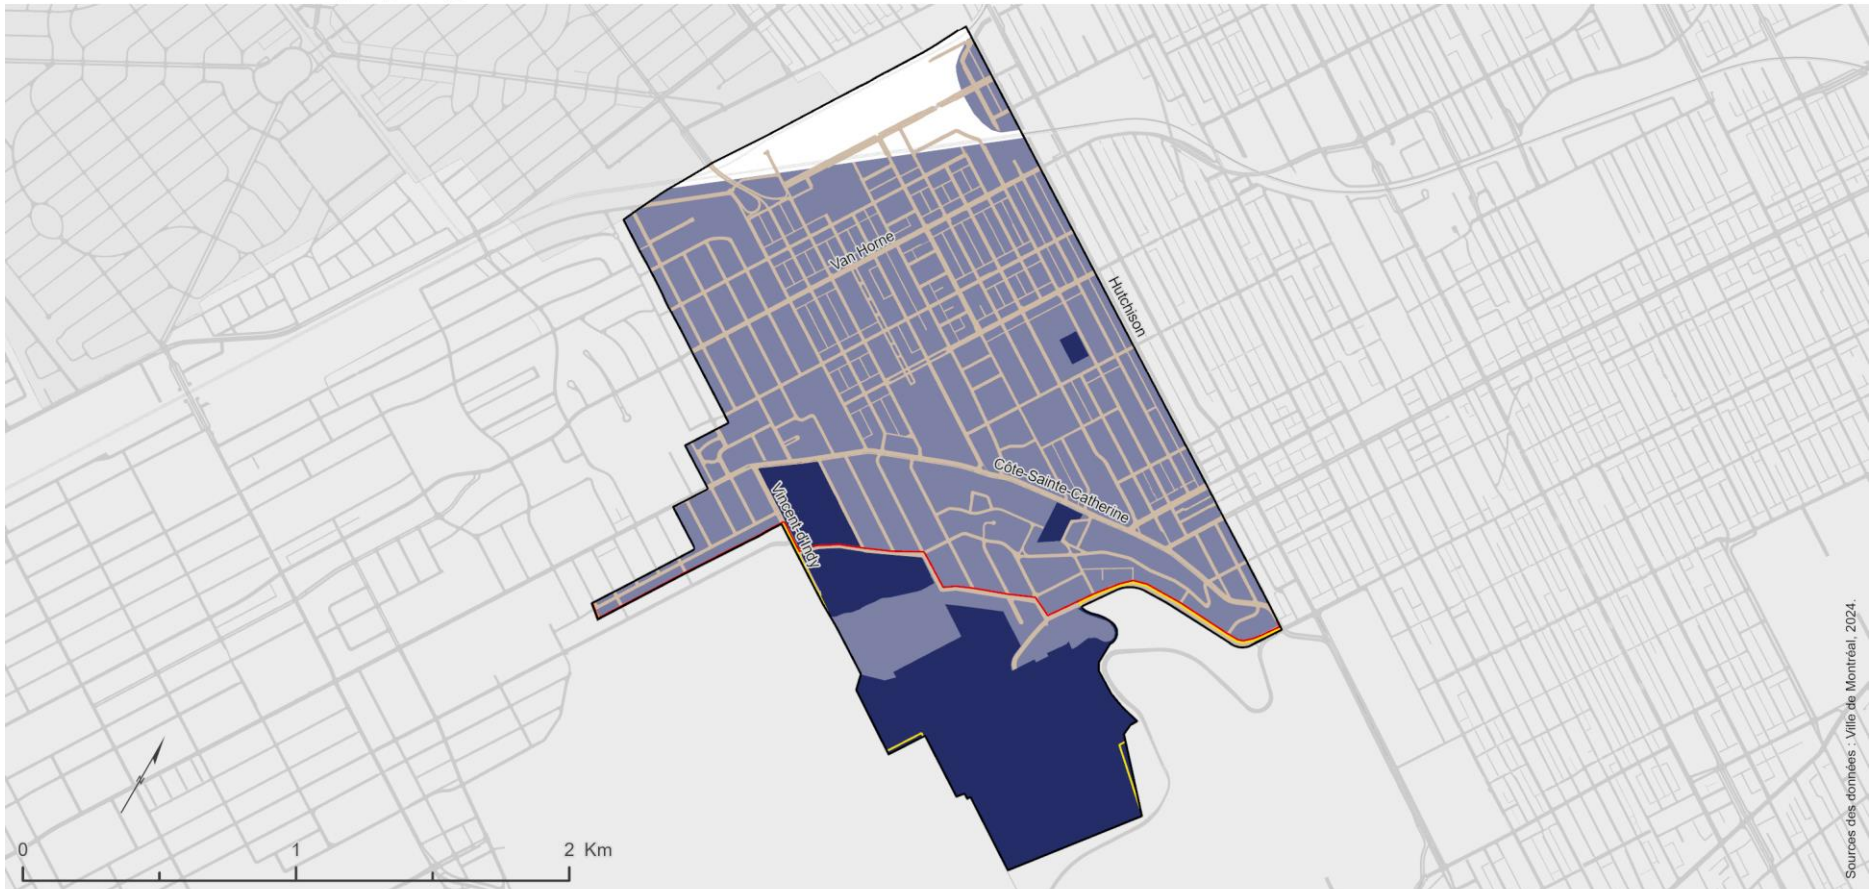 Van Horne
Hutchison
Côte-Sainte-Catherine
Vincent-d'Indy
N
0 1 2 Km
Sources des données : Ville de Montréal, 2024.